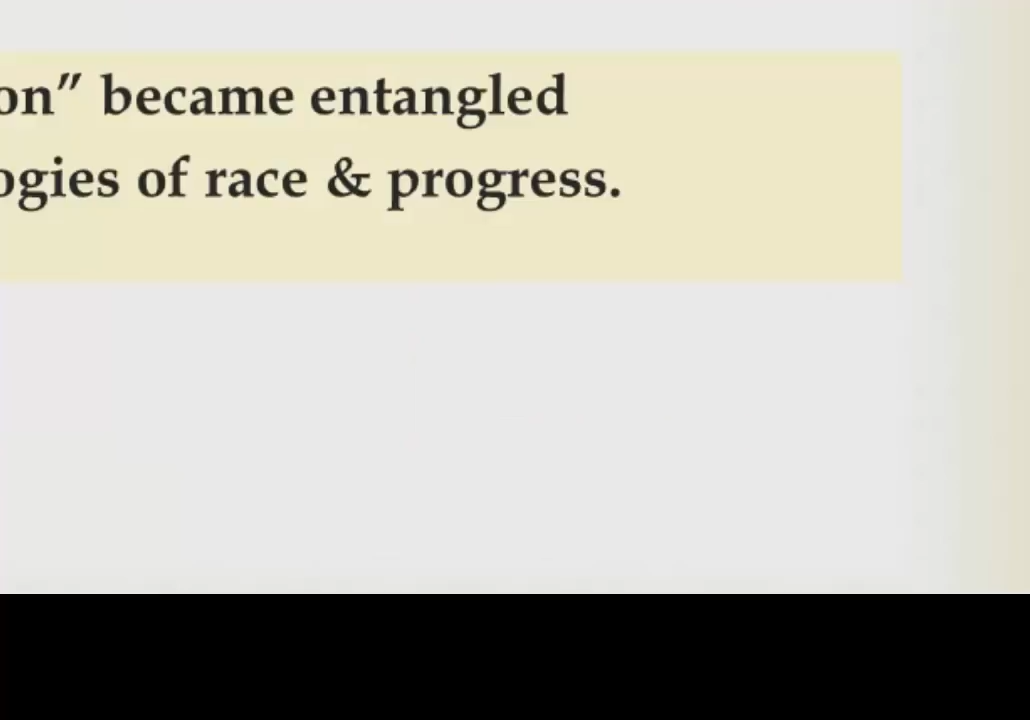 on” became entangled
ogies of race & progress.